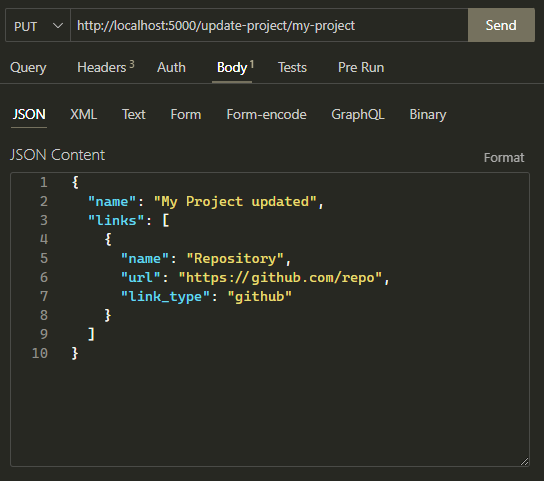 PUT http://localhost:5000/update-project/my-project Send
Query Headers 3 Auth Body 1 Tests Pre Run
JSON XML Text Form Form-encode GraphQL Binary
JSON Content Format
1 {
2 "name": "My Project updated",
3 "links": [
4 {
5 "name": "Repository",
6 "url": "https://github.com/repo",
7 "link_type": "github"
8 }
9 ]
10 }